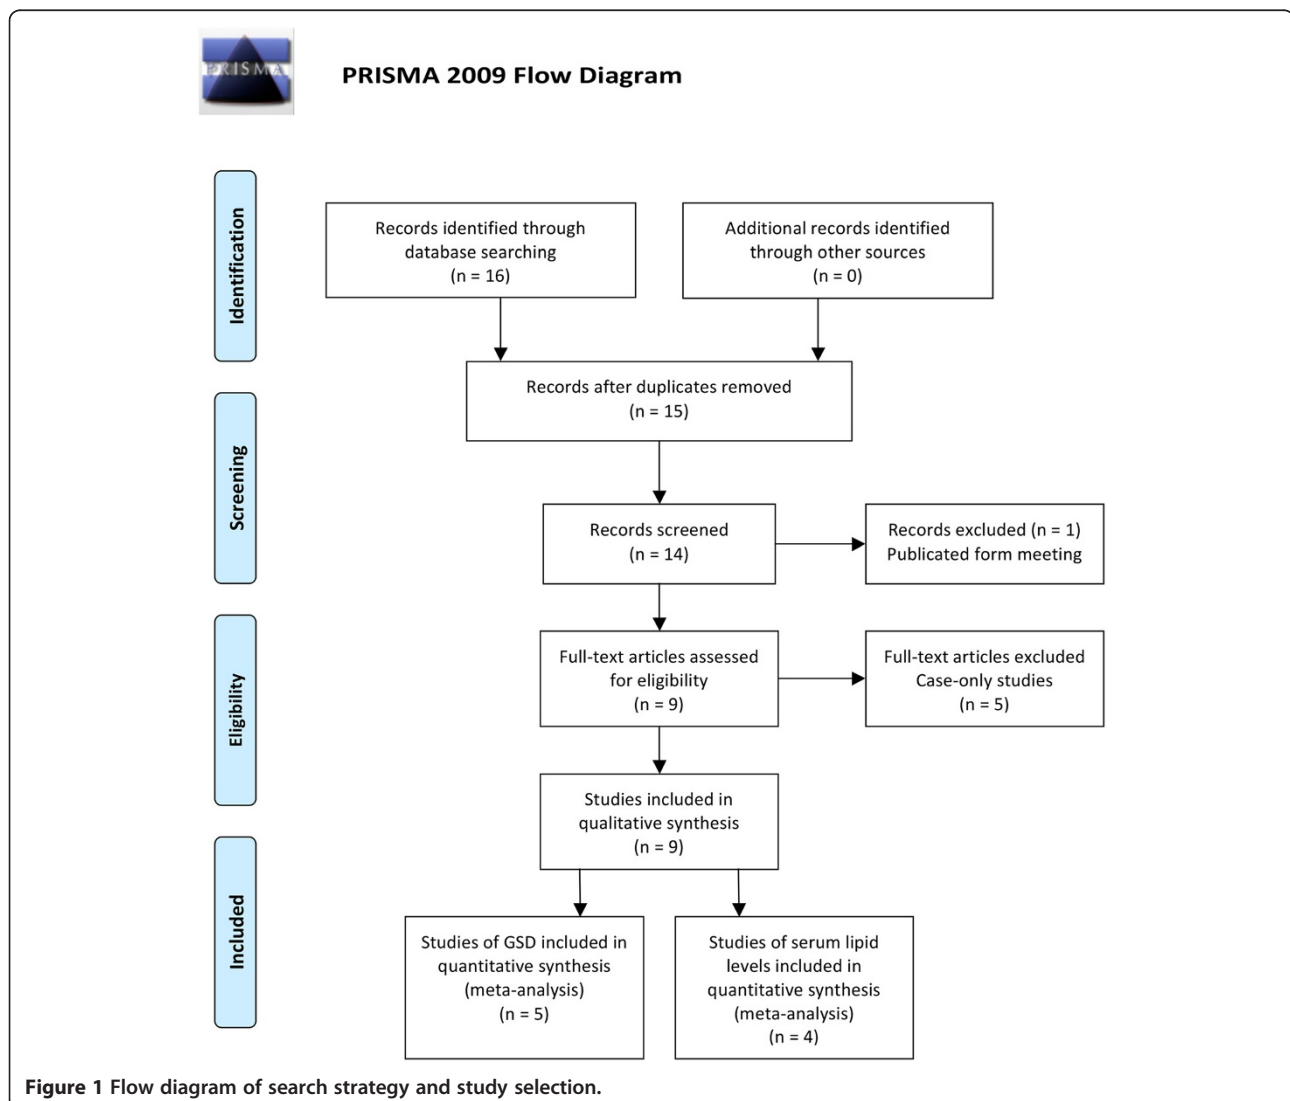 PRISMA
PRISMA 2009 Flow Diagram
Identification
Records identified through
database searching
(n = 16)
Additional records identified
through other sources
(n = 0)
Records after duplicates removed
(n = 15)
Screening
Records screened
(n = 14)
Records excluded (n = 1)
Publicated form meeting
Eligibility
Full-text articles assessed
for eligibility
(n = 9)
Full-text articles excluded
Case-only studies
(n = 5)
Studies included in
qualitative synthesis
(n = 9)
Included
Studies of GSD included in
quantitative synthesis
(meta-analysis)
(n = 5)
Studies of serum lipid
levels included in
quantitative synthesis
(meta-analysis)
(n = 4)
Figure 1 Flow diagram of search strategy and study selection.